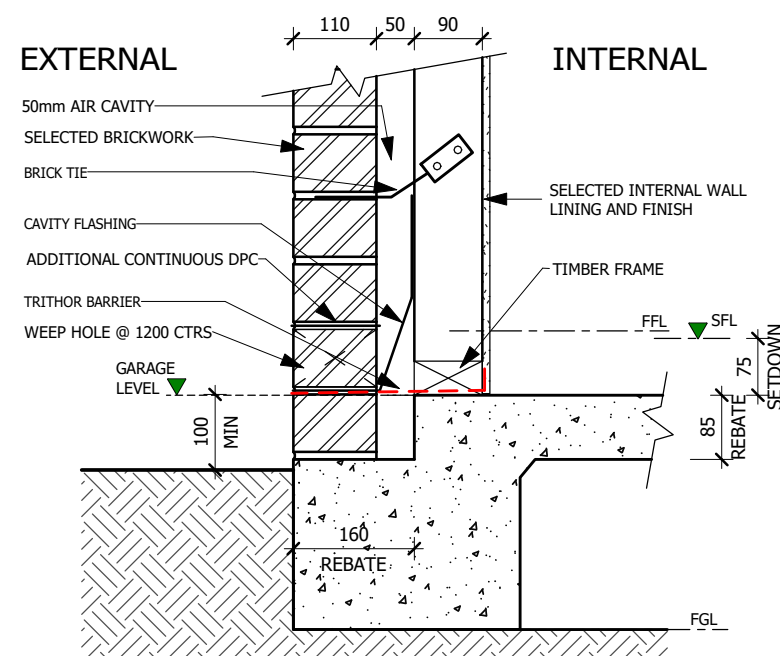 110 50 90
EXTERNAL
INTERNAL
50mm AIR CAVITY
SELECTED BRICKWORK
BRICK TIE
CAVITY FLASHING
ADDITIONAL CONTINUOUS DPC
TRITHOR BARRIER
WEEP HOLE @ 1200 CTRS
GARAGE
LEVEL
100
MIN
160
REBATE
SELECTED INTERNAL WALL
LINING AND FINISH
TIMBER FRAME
FFL
SFL
75
SETDOWN
85
REBATE
FGL